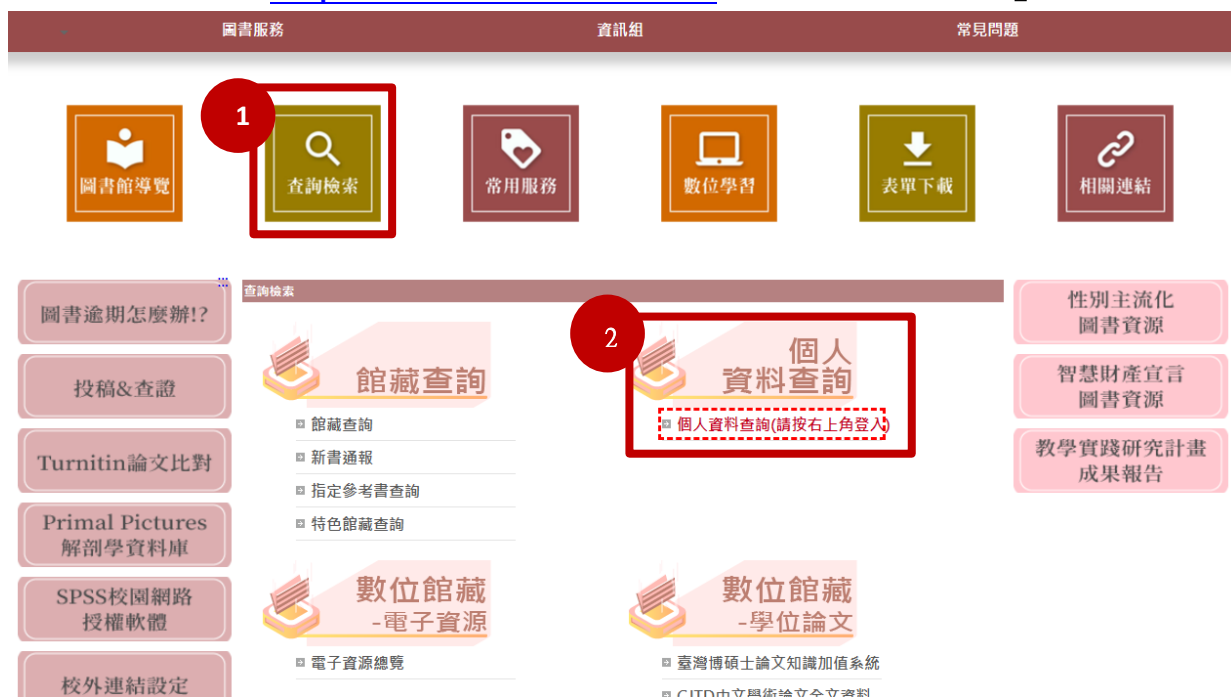 圖書服務
資訊組
常見問題
1
圖書館導覽
查詢檢索
常用服務
數位學習
表單下載
相關連結
圖書逾期怎麼辦!?
投稿&查證
Turnitin論文比對
Primal Pictures
解剖學資料庫
SPSS校園網路
授權軟體
校外連結設定
查詢檢索
館藏查詢
館藏查詢
新書通報
指定參考書查詢
特色館藏查詢
2
個人
資料查詢
個人資料查詢(請按右上角登入)
數位館藏
-電子資源
電子資源總覽
數位館藏
-學位論文
臺灣博碩士論文知識加值系統
性別主流化
圖書資源
智慧財產宣言
圖書資源
教學實踐研究計畫
成果報告